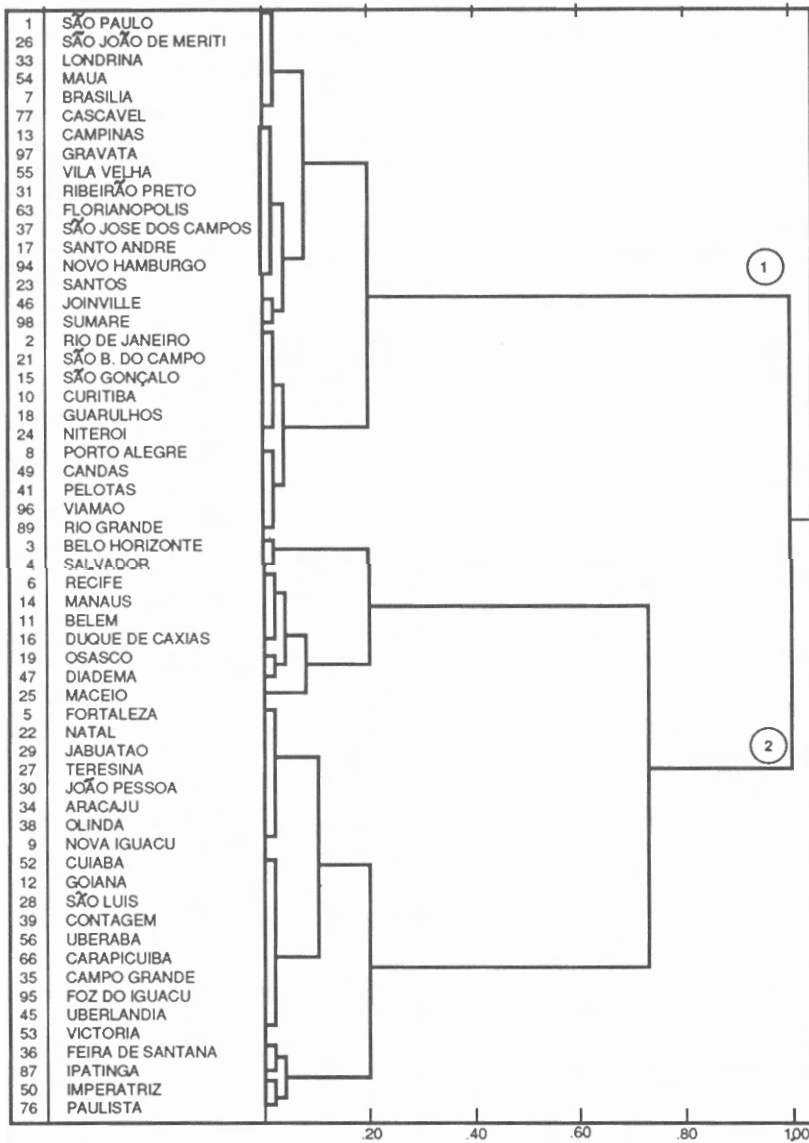 1 SÃO PAULO
26 SÃO JOÃO DE MERITI
33 LONDRINA
54 MAUA
7 BRASILIA
77 CASCAVEL
13 CAMPINAS
97 GRAVATA
55 VILA VELHA
31 RIBEIRÃO PRETO
63 FLORIANOPOLIS
37 SÃO JOSE DOS CAMPOS
17 SANTO ANDRE
94 NOVO HAMBURGO
23 SANTOS
46 JOINVILLE
98 SUMARE
2 RIO DE JANEIRO
21 SÃO B. DO CAMPO
15 SÃO GONÇALO
10 CURITIBA
18 GUARULHOS
24 NITEROI
8 PORTO ALEGRE
49 CANDAS
41 PELOTAS
96 VIAMAO
89 RIO GRANDE
3 BELO HORIZONTE
4 SALVADOR
6 RECIFE
14 MANAUS
11 BELEM
16 DUQUE DE CAXIAS
19 OSASCO
47 DIADEMA
25 MACEIO
5 FORTALEZA
22 NATAL
29 JABUATAO
27 TERESINA
30 JOÃO PESSOA
34 ARACAJU
38 OLINDA
9 NOVA IGUACU
52 CUIABA
12 GOIANA
28 SÃO LUIS
39 CONTAGEM
56 UBERABA
66 CARAPICUIBA
35 CAMPO GRANDE
95 FOZ DO IGUACU
45 UBERLANDIA
53 VICTORIA
36 FEIRA DE SANTANA
87 IPATINGA
50 IMPERATRIZ
76 PAULISTA
1
2
.20 .40 .60 .80 1.00